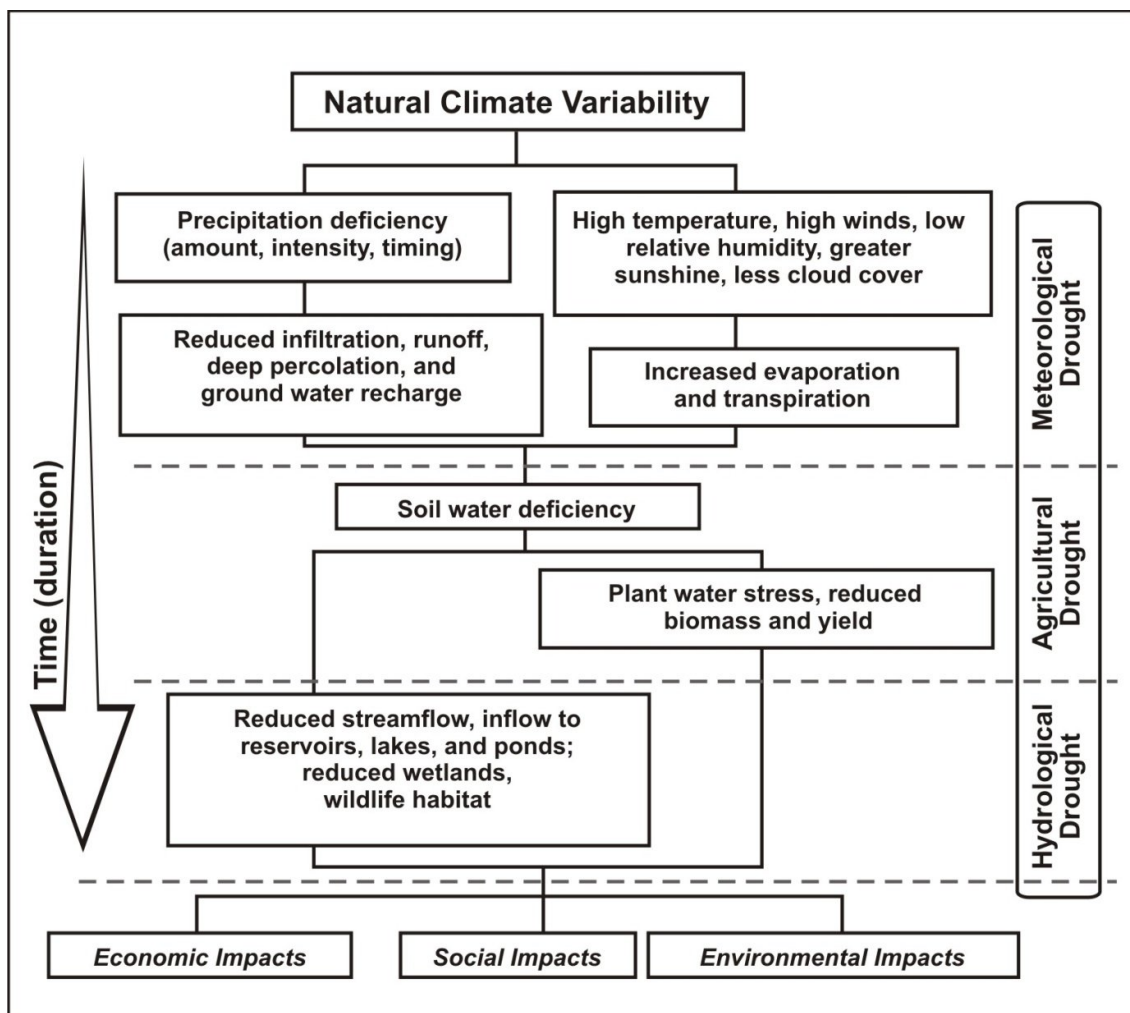 Natural Climate Variability
Precipitation deficiency
(amount, intensity, timing)
High temperature, high winds, low
relative humidity, greater
sunshine, less cloud cover
Reduced infiltration, runoff,
deep percolation, and
ground water recharge
Increased evaporation
and transpiration
Meteorological
Drought
Time (duration)
Soil water deficiency
Plant water stress, reduced
biomass and yield
Agricultural
Drought
Reduced streamflow, inflow to
reservoirs, lakes, and ponds;
reduced wetlands,
wildlife habitat
Hydrological
Drought
Economic Impacts
Social Impacts
Environmental Impacts